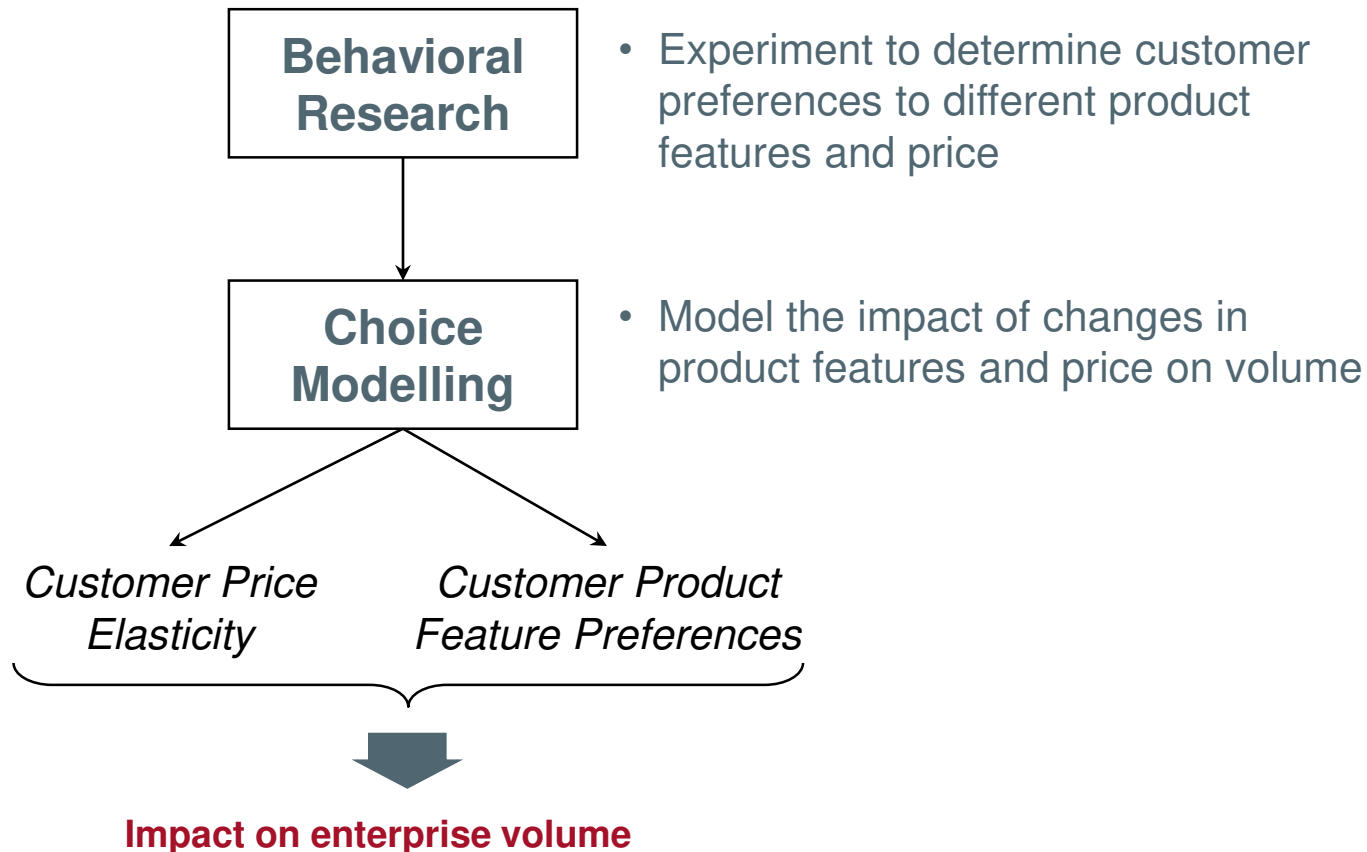 Behavioral
Research
• Experiment to determine customer
preferences to different product
features and price
Choice
Modelling
• Model the impact of changes in
product features and price on volume
Customer Price
Elasticity
Customer Product
Feature Preferences
Impact on enterprise volume